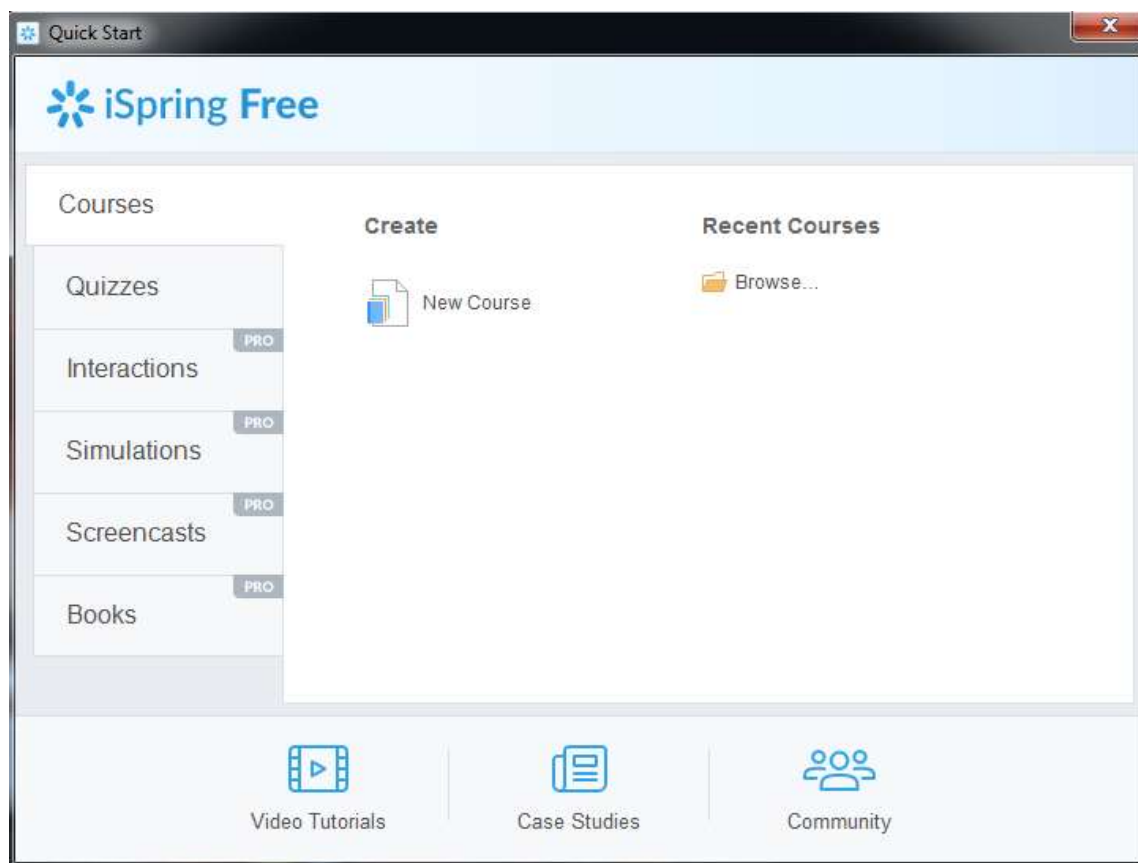 Quick Start
iSpring Free
Courses
Quizzes
PRO
Interactions
PRO
Simulations
PRO
Screencasts
PRO
Books
Create
New Course
Recent Courses
Browse...
Video Tutorials
Case Studies
Community